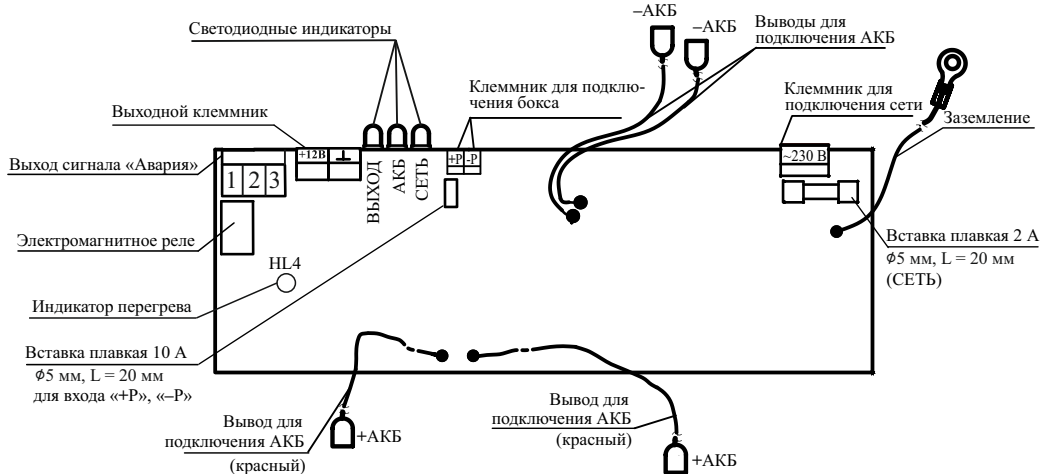 −АКБ
−АКБ
Выводы для
подключения АКБ
Светодиодные индикаторы
Клеммник для подклю-
чения бокса
Клеммник для
подключения сети
Заземление
Выходной клеммник
Выход сигнала «Авария»
+12В
+Р -Р
~230 В
1 2 3
ВЫХОД
АКБ
СЕТЬ
Электромагнитное реле
HL4
Индикатор перегрева
Вставка плавкая 2 А
ϕ5 мм, L = 20 мм
(СЕТЬ)
Вставка плавкая 10 А
ϕ5 мм, L = 20 мм
для входа «+Р», «–Р»
Вывод для
подключения АКБ
(красный)
+АКБ
Вывод для
подключения АКБ
(красный)
+АКБ